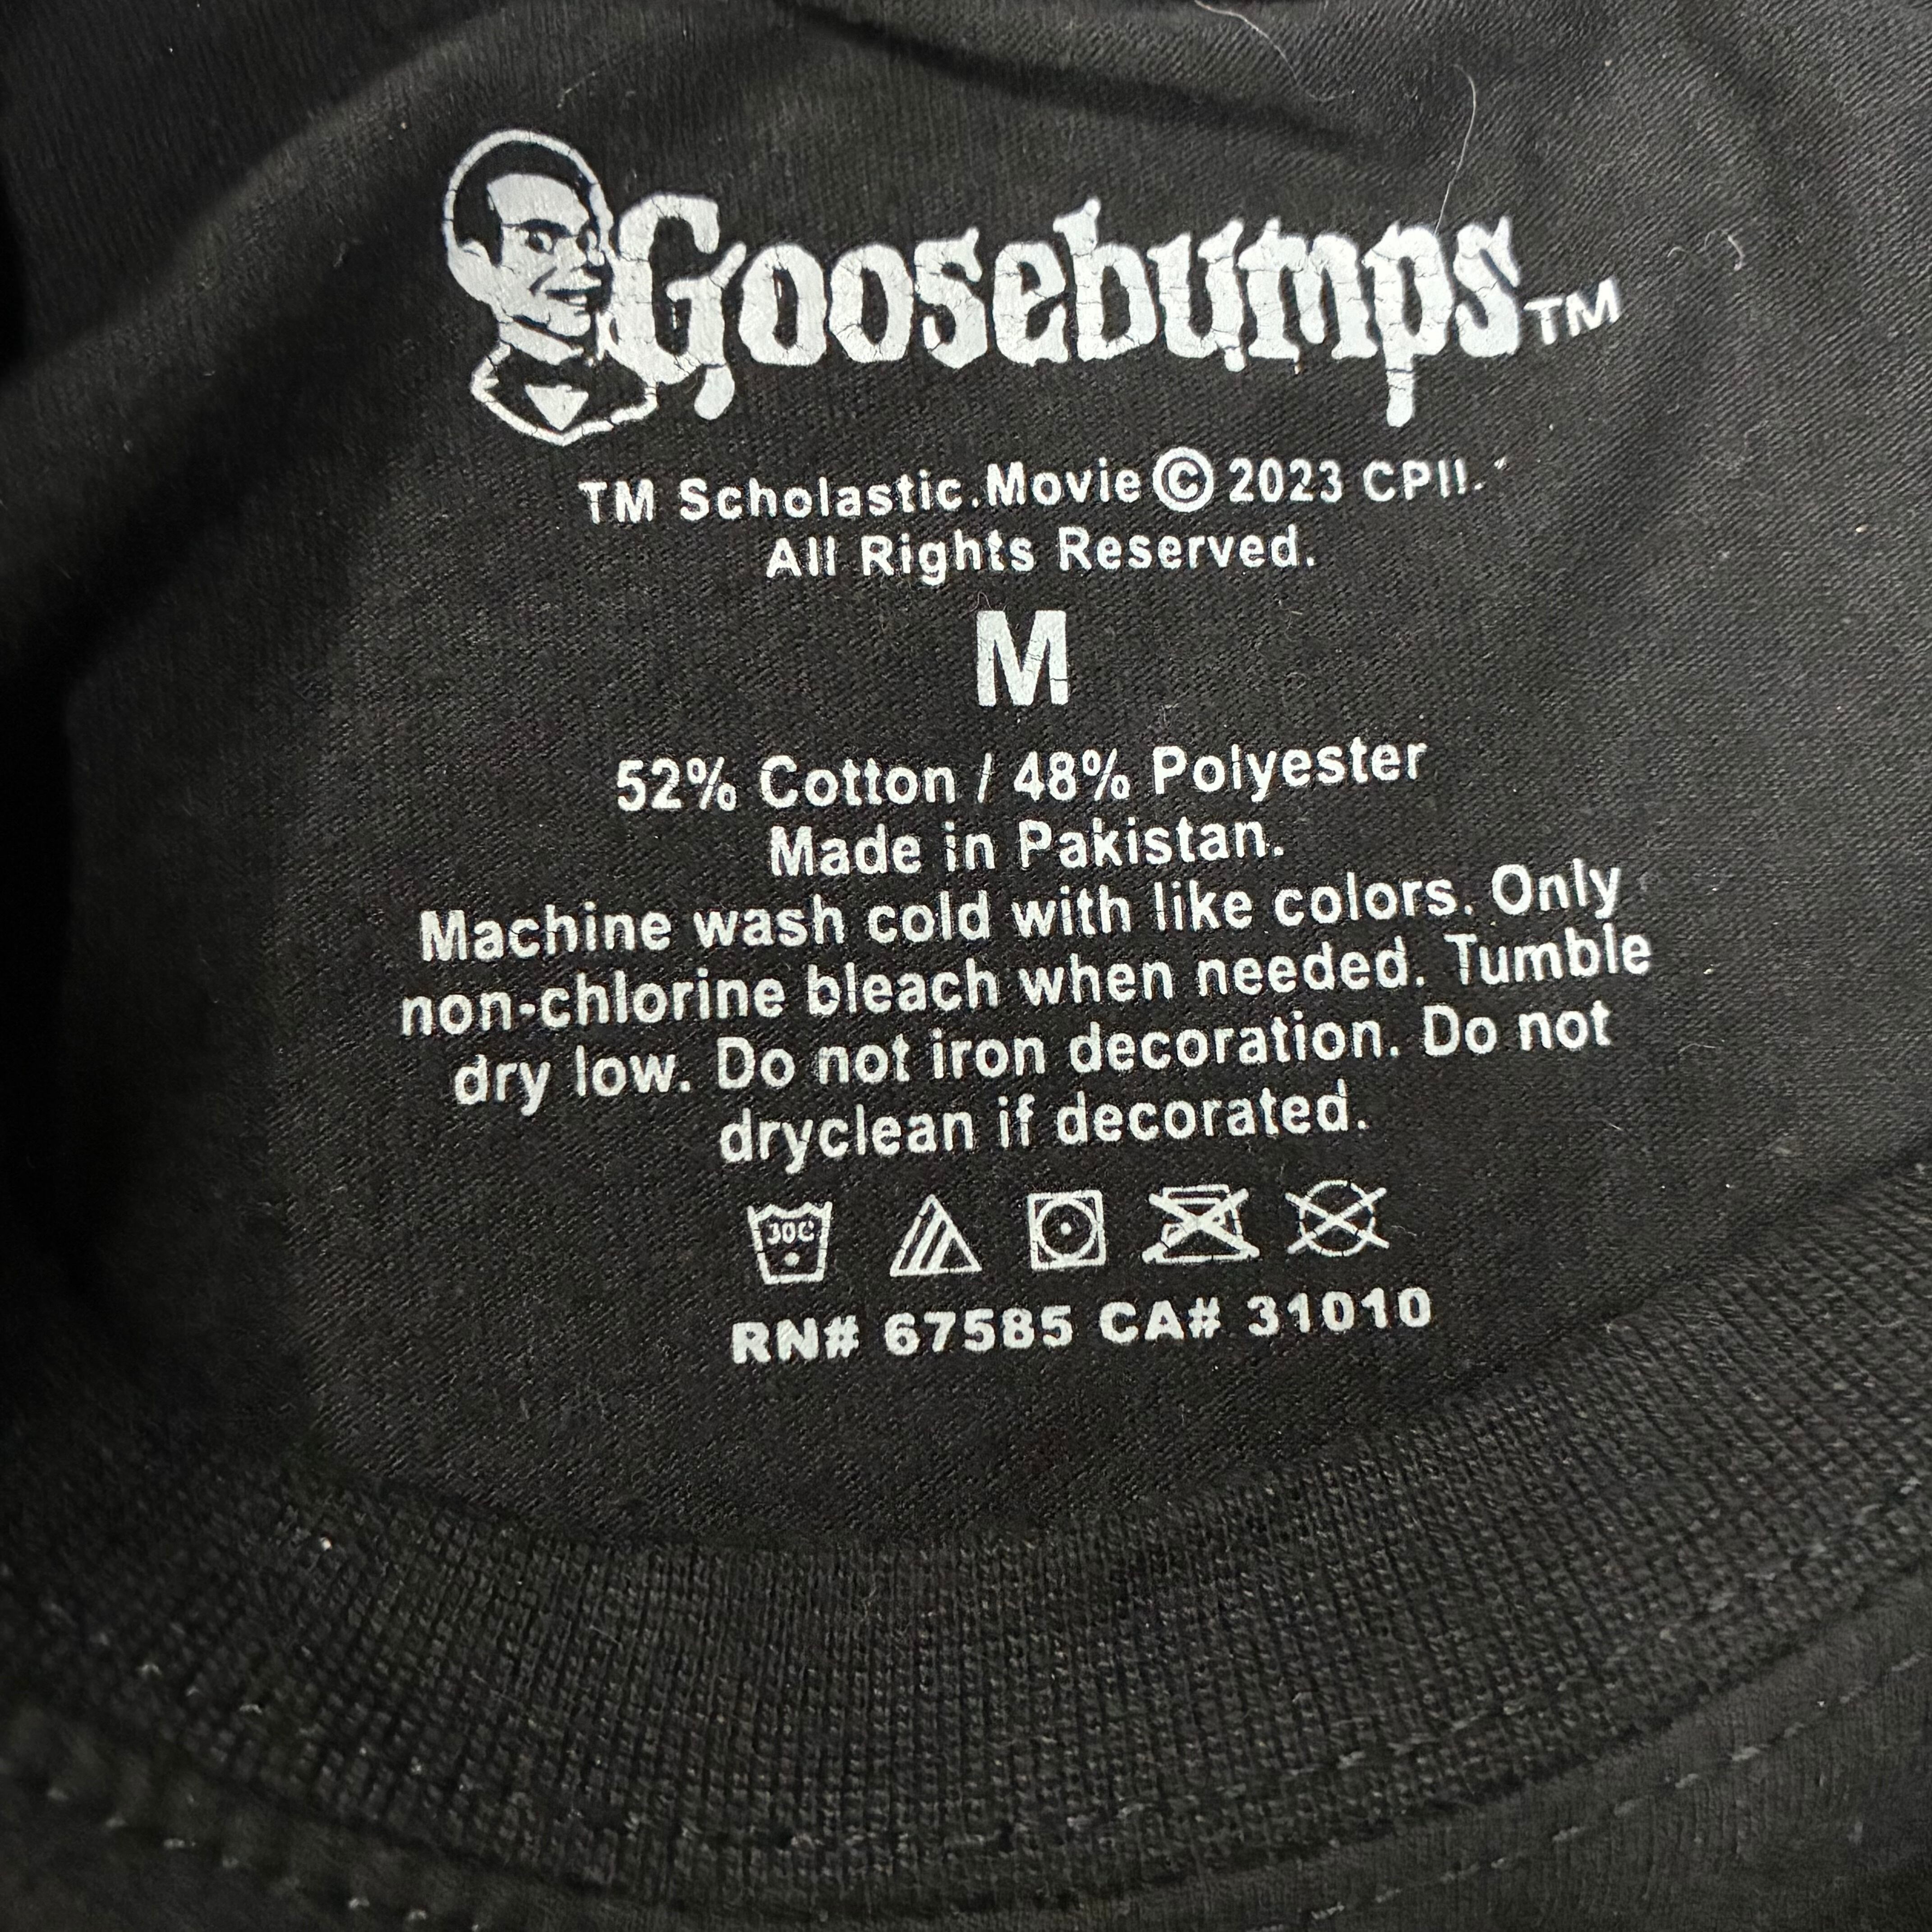 Goosebumps™
TM Scholastic.Movie © 2023 CPII.
All Rights Reserved.
M
52% Cotton / 48% Polyester
Made in Pakistan.
Machine wash cold with like colors. Only
non-chlorine bleach when needed. Tumble
dry low. Do not iron decoration. Do not
dryclean if decorated.
30C
RN# 67585 CA# 31010